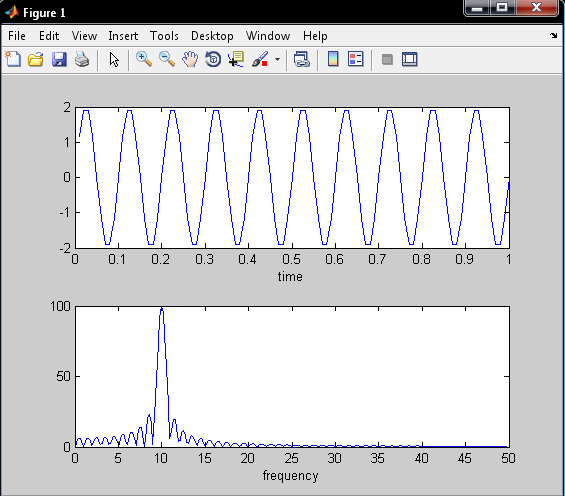 Figure 1
File Edit View Insert Tools Desktop Window Help
2
1
0
-1
-2
0 0.1 0.2 0.3 0.4 0.5 0.6 0.7 0.8 0.9 1
time
100
50
0
0 5 10 15 20 25 30 35 40 45 50
frequency